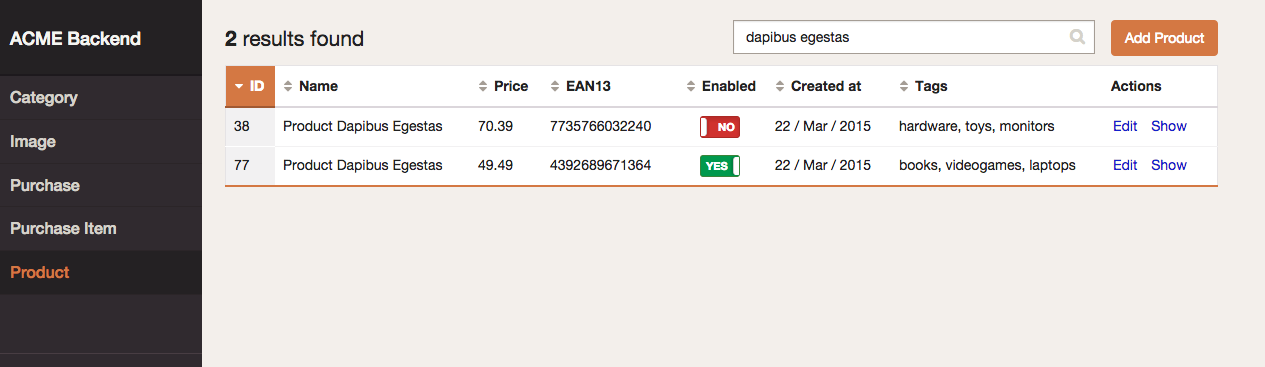 ACME Backend
Category
Image
Purchase
Purchase Item
Product
2 results found
dapibus egestas
Add Product
ID Name Price EAN13 Enabled Created at Tags Actions
38 Product Dapibus Egestas 70.39 7735766032240 NO 22 / Mar / 2015 hardware, toys, monitors Edit Show
77 Product Dapibus Egestas 49.49 4392689671364 YES 22 / Mar / 2015 books, videogames, laptops Edit Show